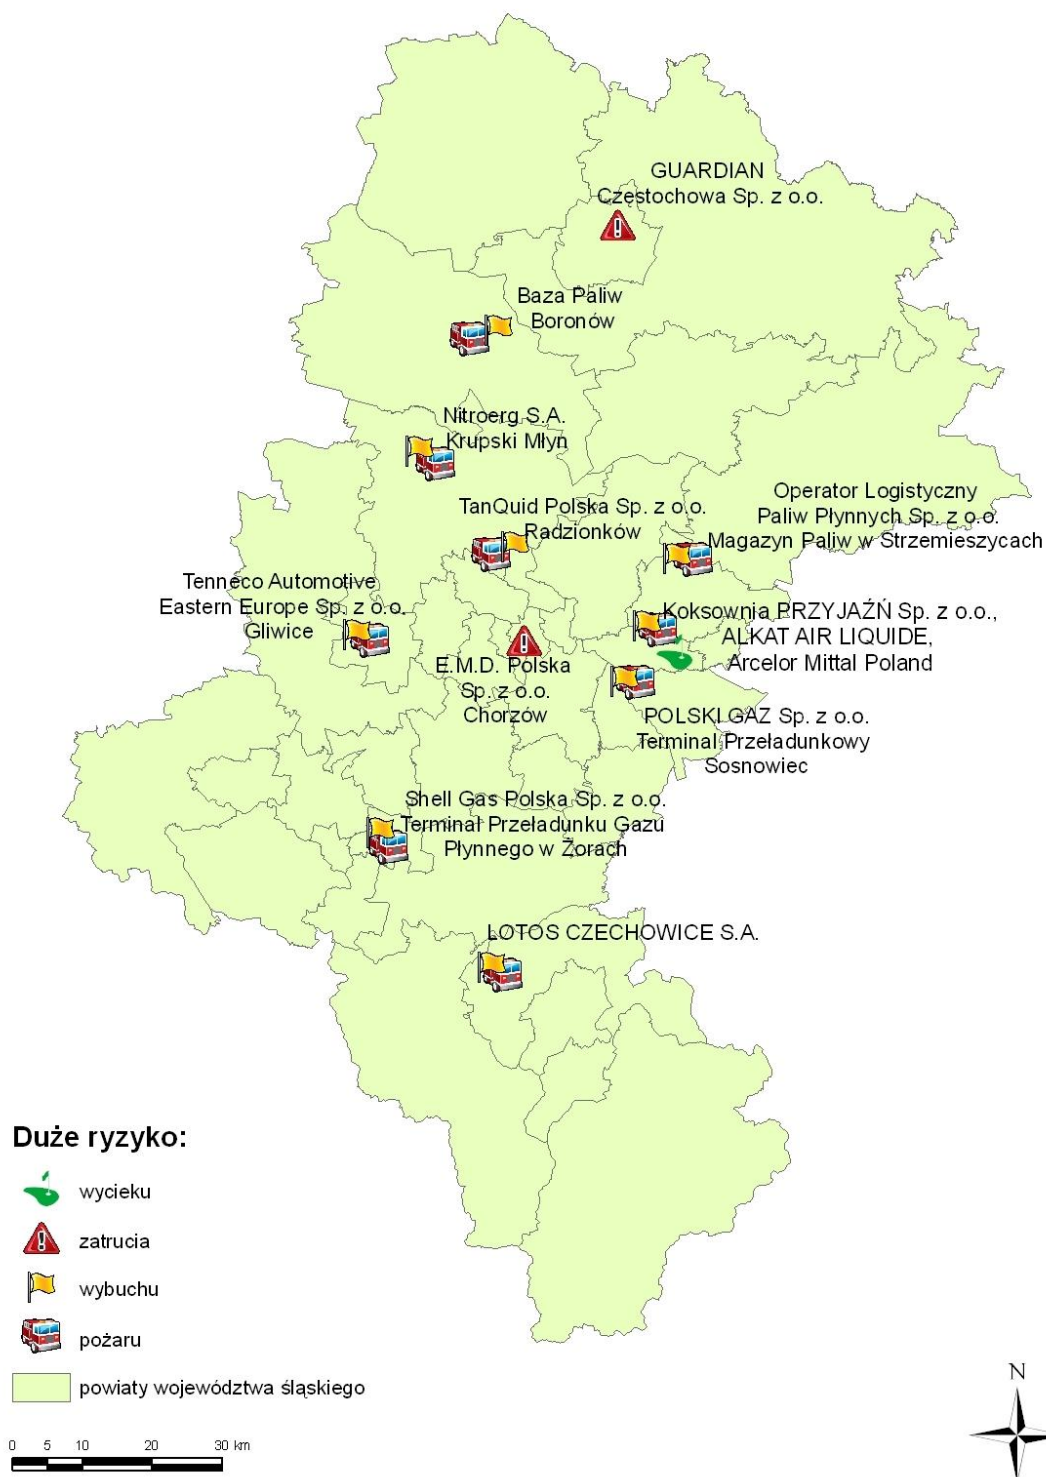 GUARDIAN
Częstochowa Sp. z o.o.
Baza Paliw
Boronów
Nitroerg S.A.
Krupski Młyn
TanQuid Polska Sp. z o.o.
Radzionków
Operator Logistyczny
Paliw Płynnych Sp. z o.o.
Magazyn Paliw w Strzemieszycach
Tenneco Automotive
Eastern Europe Sp. z o.o.
Gliwice
Koksownia PRZYJAŹŃ Sp. z o.o.,
ALKAT AIR LIQUIDE,
Arcelor Mittal Poland
E.M.D. Polska
Sp. z o.o.
Chorzów
POLSKI GAZ Sp. z o.o.
Terminal Przeładunkowy
Sosnowiec
Shell Gas Polska Sp. z o.o.
Terminal Przeładunku Gazu
Płynnego w Żorach
LOTOS CZECHOWICE S.A.
Duże ryzyko:
wycieku
zatrucia
wybuchu
pożaru
powiaty województwa śląskiego
0 5 10 20 30 km
N